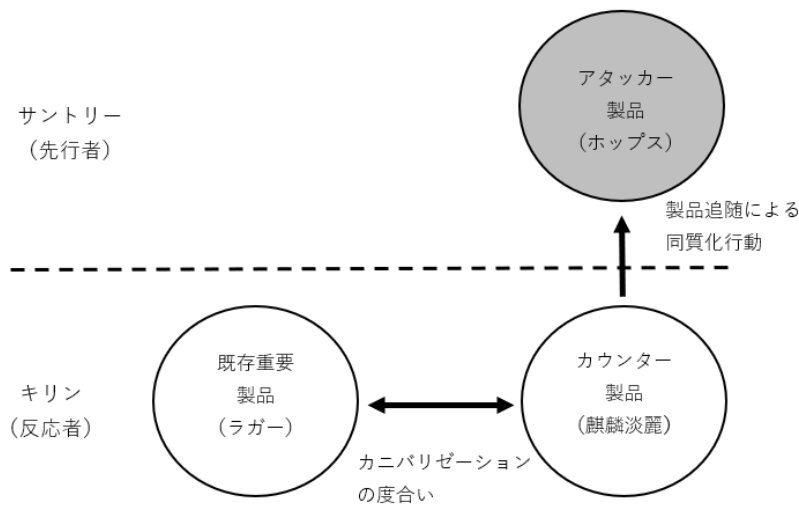 サントリー
（先行者）
アタッカー
製品
（ホップス）
製品追随による
同質化行動
キリン
（反応者）
既存重要
製品
（ラガー）
カニバリゼーション
の度合い
カウンター
製品
（麒麟淡麗）